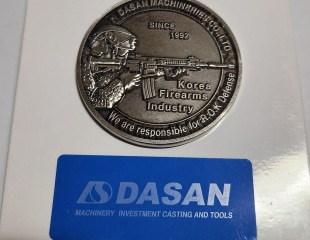 DASAN MACHINERIES CO., LTD
SINCE
1992
Korea
Firearms
Industry
We are responsible for R.O.K Defense
DASAN
MACHINERY INVESTMENT CASTING AND TOOLS